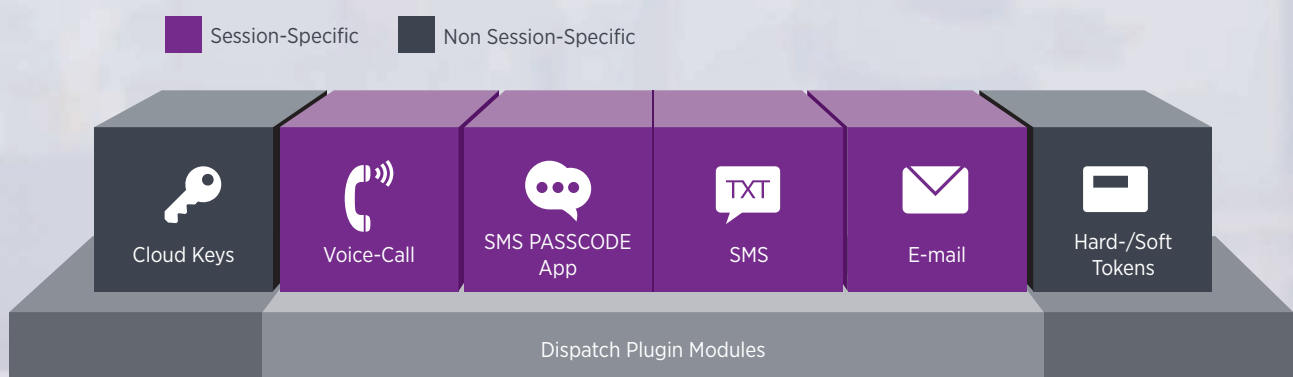 Session-Specific
Non Session-Specific
TXT
Cloud Keys
Voice-Call
SMS PASSCODE
App
SMS
E-mail
Hard-/Soft
Tokens
Dispatch Plugin Modules